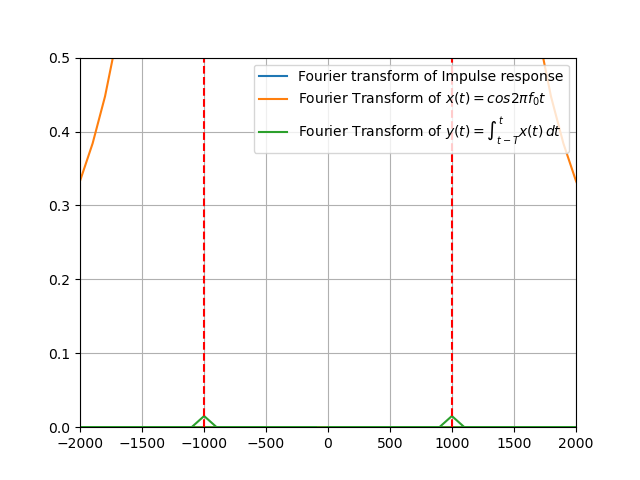 0.5
0.4
0.3
0.2
0.1
0.0
−2000 −1500 −1000 −500 0 500 1000 1500 2000
Fourier transform of Impulse response
Fourier Transform of x(t) = cos2πf₀t
Fourier Transform of y(t) = ∫ₜ₋Tᵗ x(t) dt